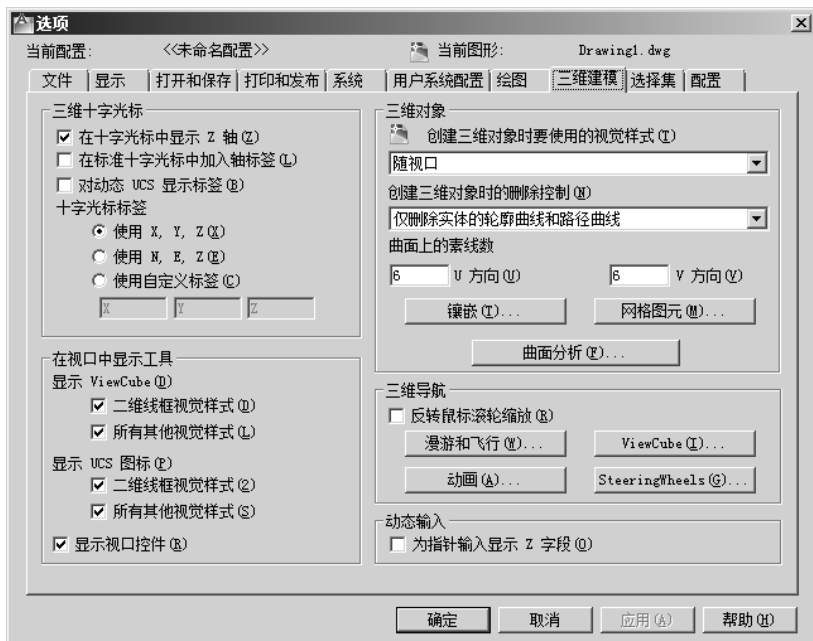 选项
当前配置: <<未命名配置>> 当前图形: Drawing1.dwg
文件 显示 打开和保存 打印和发布 系统 用户系统配置 绘图 三维建模 选择集 配置
三维十字光标
在十字光标中显示 Z 轴(Z)
在标准十字光标中加入轴标签(L)
对动态 UCS 显示标签(B)
十字光标标签
使用 X, Y, Z(X)
使用 N, E, Z(E)
使用自定义标签(C)
X Y Z
在视口中显示工具
显示 ViewCube(D)
二维线框视觉样式(D)
所有其他视觉样式(L)
显示 UCS 图标(P)
二维线框视觉样式(2)
所有其他视觉样式(S)
显示视口控件(R)
三维对象
创建三维对象时要使用的视觉样式(T)
随视口
创建三维对象时的删除控制(N)
仅删除实体的轮廓曲线和路径曲线
曲面上的素线数
6 U 方向(U) 6 V 方向(V)
镶嵌(T)... 网格图元(M)...
曲面分析(F)...
三维导航
反转鼠标滚轮缩放(R)
漫游和飞行(W)... ViewCube(I)...
动画(A)... SteeringWheels(G)...
动态输入
为指针输入显示 Z 字段(O)
确定 取消 应用(A) 帮助(H)